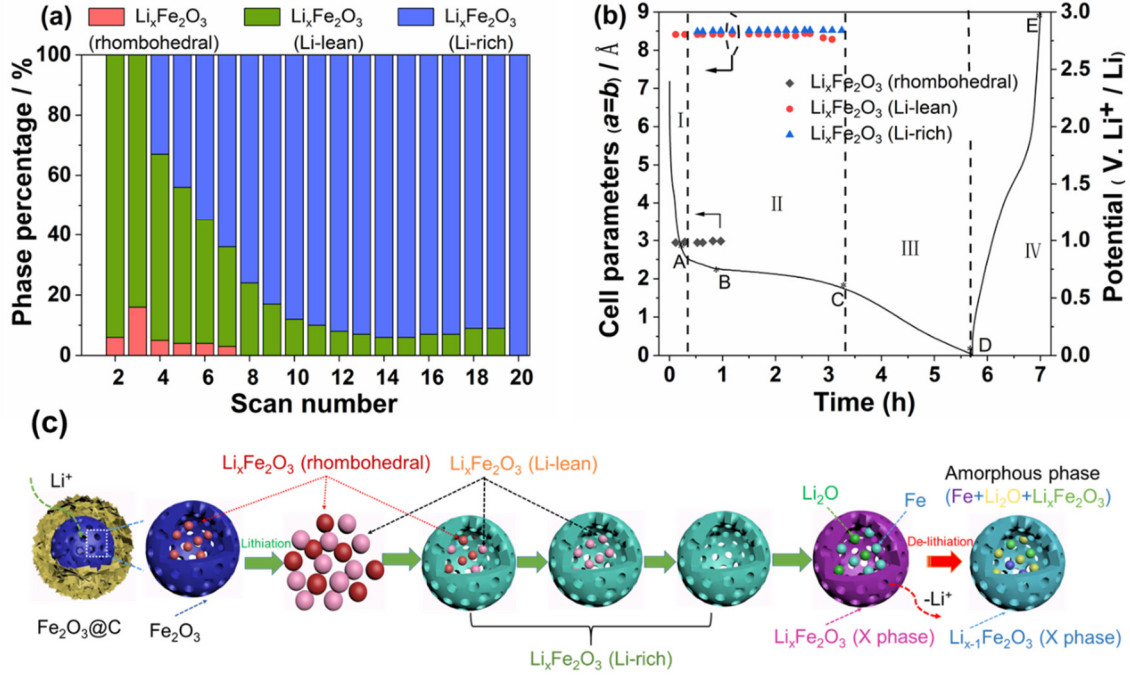 (a)
LiₓFe₂O₃
(rhombohedral)
LiₓFe₂O₃
(Li-lean)
LiₓFe₂O₃
(Li-rich)
Phase percentage / %
100
80
60
40
20
0
2 4 6 8 10 12 14 16 18 20
Scan number
(b)
Cell parameters (a=b) / Å
9
8
7
6
5
4
3
2
1
0
LiₓFe₂O₃ (rhombohedral)
LiₓFe₂O₃ (Li-lean)
LiₓFe₂O₃ (Li-rich)
I
II
III
IV
A
B
C
D
E
0 1 2 3 4 5 6 7
Time (h)
3.0
2.5
2.0
1.5
1.0
0.5
0.0
Potential ( V. Li⁺ / Li)
(c)
Li⁺
Fe₂O₃@C
Fe₂O₃
LiₓFe₂O₃ (rhombohedral)
LiₓFe₂O₃ (Li-lean)
Lithiation
LiₓFe₂O₃ (Li-rich)
Li₂O
Fe
LiₓFe₂O₃ (X phase)
De-lithiation
-Li⁺
Amorphous phase
(Fe+Li₂O+LiₓFe₂O₃)
Liₓ₋₁Fe₂O₃ (X phase)